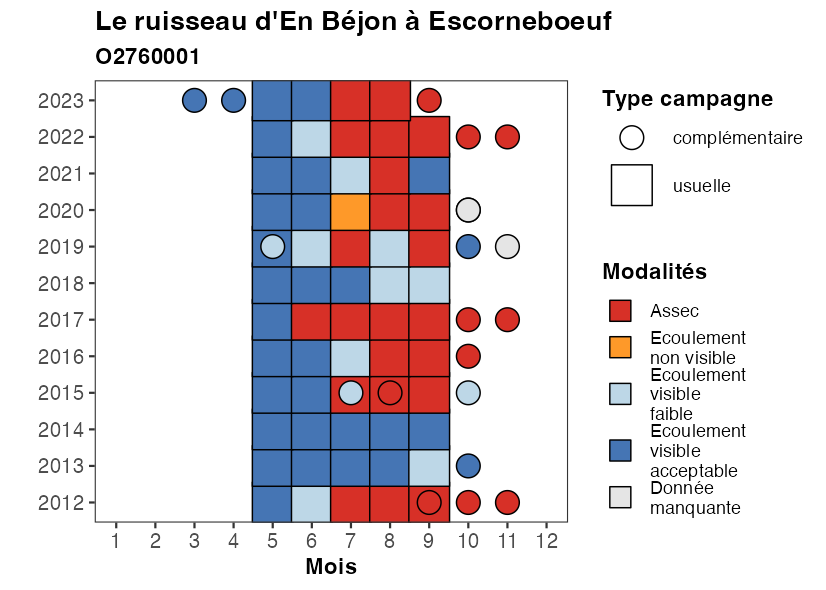 Le ruisseau d'En Béjon à Escorneboeuf
O2760001
2023
2022
2021
2020
2019
2018
2017
2016
2015
2014
2013
2012
1 2 3 4 5 6 7 8 9 10 11 12
Mois
Type campagne
complémentaire
usuelle
Modalités
Assec
Ecoulement
non visible
Ecoulement
visible
faible
Ecoulement
visible
acceptable
Donnée
manquante